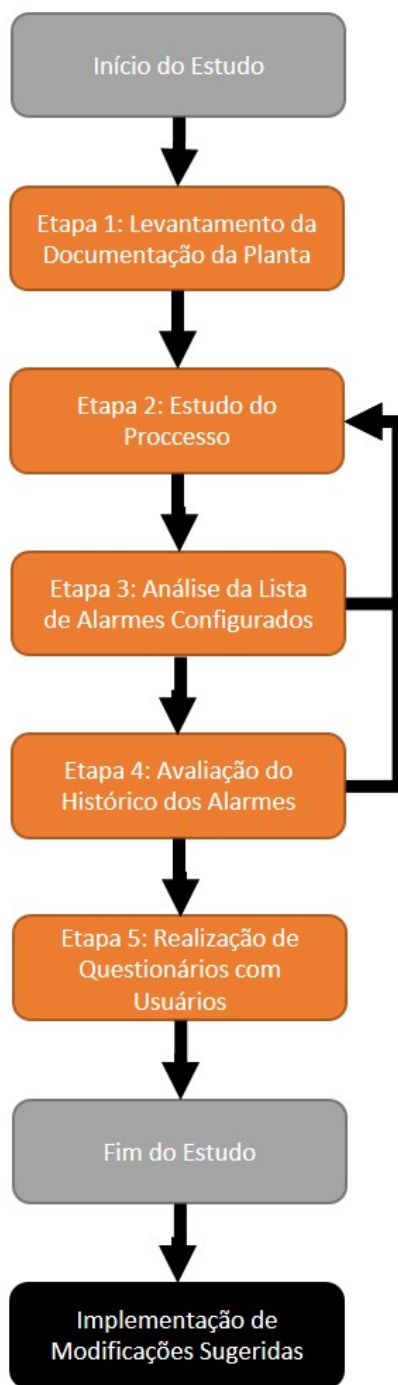 Início do Estudo
Etapa 1: Levantamento da
Documentação da Planta
Etapa 2: Estudo do
Proccesso
Etapa 3: Análise da Lista
de Alarmes Configurados
Etapa 4: Avaliação do
Histórico dos Alarmes
Etapa 5: Realização de
Questionários com
Usuários
Fim do Estudo
Implementação de
Modificações Sugeridas